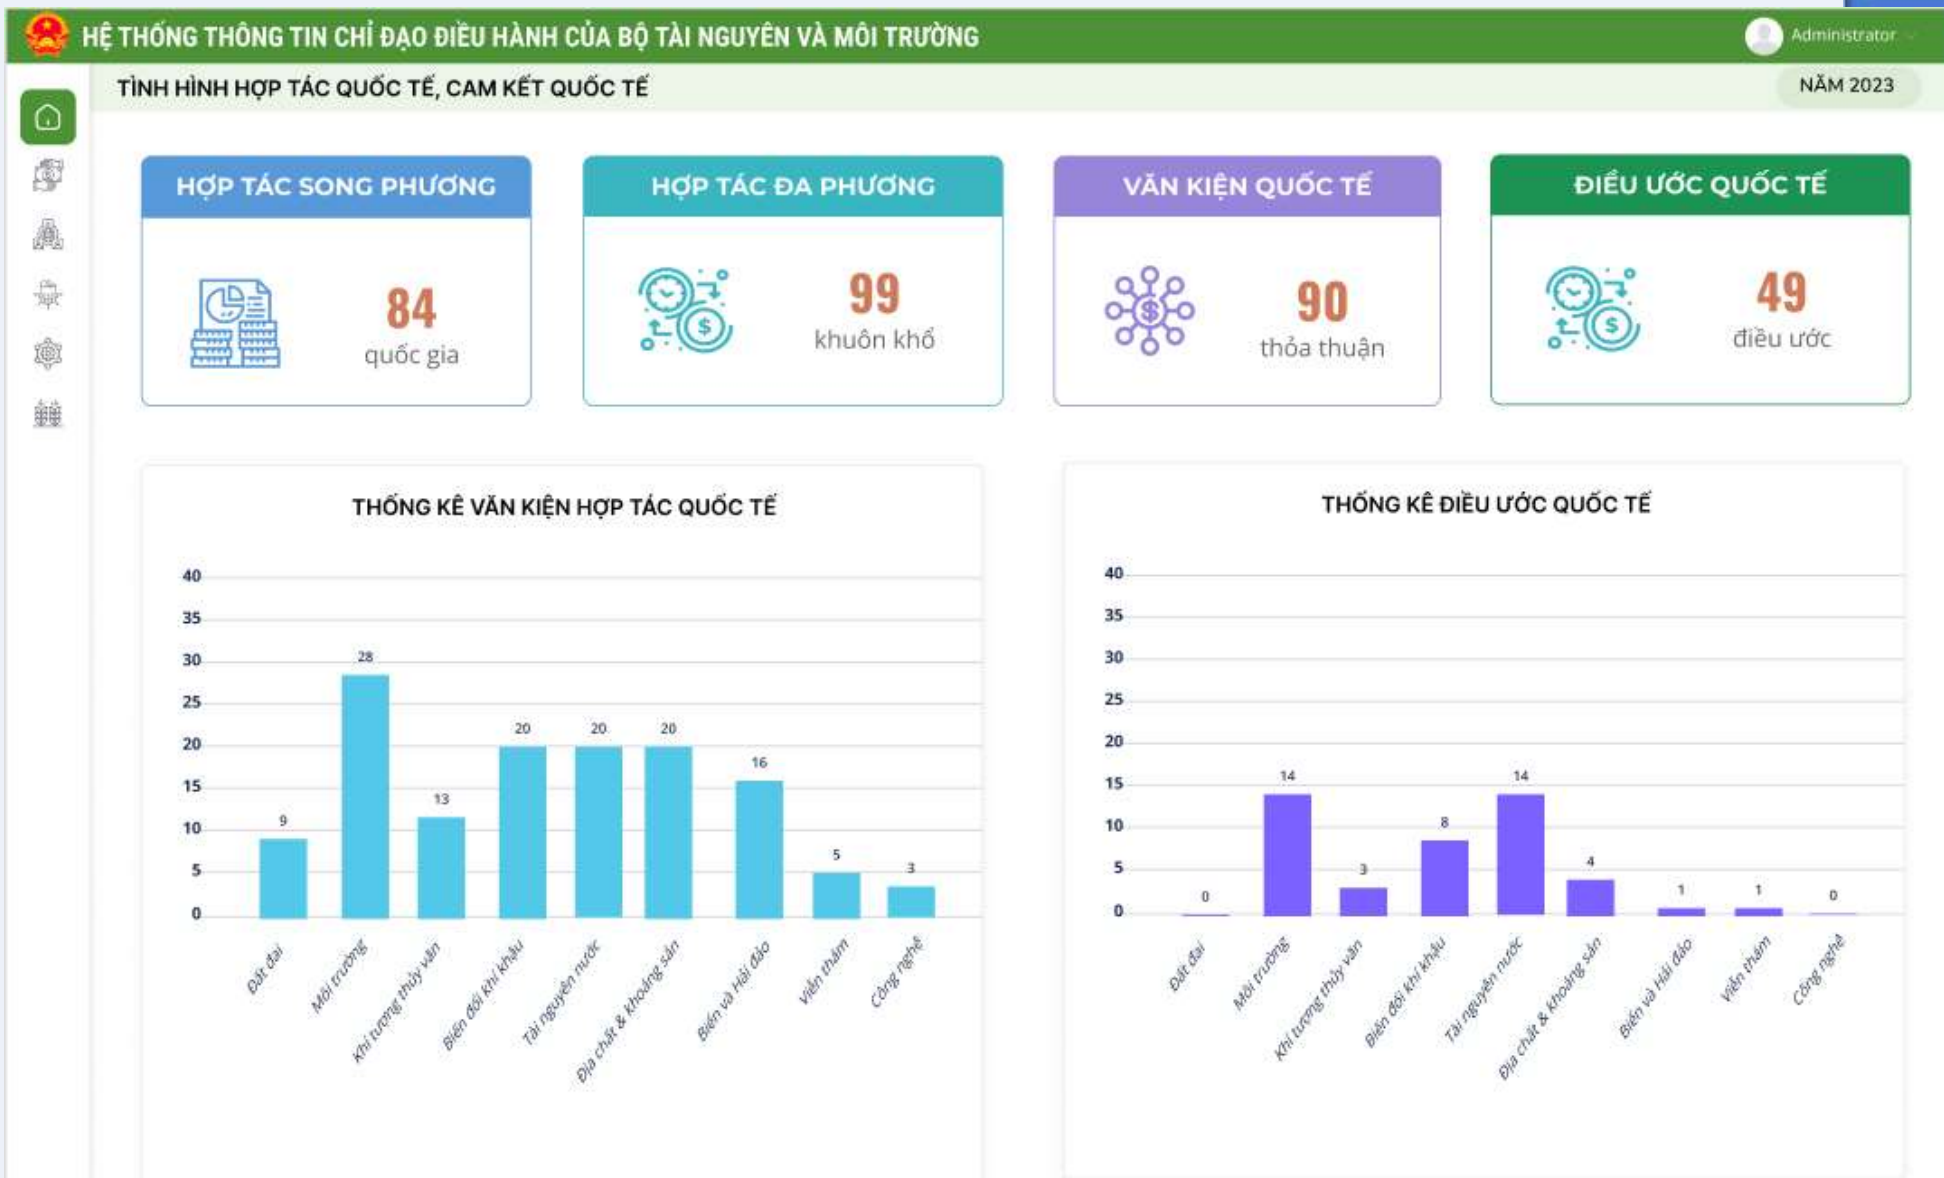 HỆ THỐNG THÔNG TIN CHỈ ĐẠO ĐIỀU HÀNH CỦA BỘ TÀI NGUYÊN VÀ MÔI TRƯỜNG
Administrator
TÌNH HÌNH HỢP TÁC QUỐC TẾ, CAM KẾT QUỐC TẾ
NĂM 2023
HỢP TÁC SONG PHƯƠNG
84
quốc gia
HỢP TÁC ĐA PHƯƠNG
99
khuôn khổ
VĂN KIỆN QUỐC TẾ
90
thỏa thuận
ĐIỀU ƯỚC QUỐC TẾ
49
điều ước
THỐNG KÊ VĂN KIỆN HỢP TÁC QUỐC TẾ
40
35
30
25
20
15
10
5
0
9
28
13
20
20
20
16
5
3
Đất đai
Môi trường
Khí tượng thủy văn
Biến đổi khí khậu
Tài nguyên nước
Địa chất & khoáng sản
Biển và Hải đảo
Viễn thám
Công nghệ
THỐNG KÊ ĐIỀU ƯỚC QUỐC TẾ
40
35
30
25
20
15
10
5
0
0
14
3
8
14
4
1
1
0
Đất đai
Môi trường
Khí tượng thủy văn
Biến đổi khí khậu
Tài nguyên nước
Địa chất & khoáng sản
Biển và Hải đảo
Viễn thám
Công nghệ